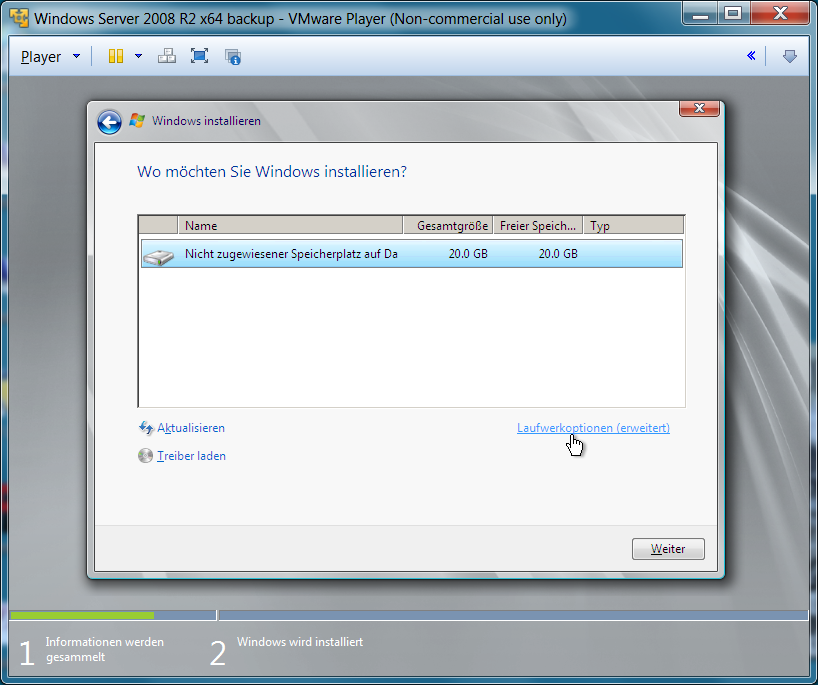 Windows Server 2008 R2 x64 backup - VMware Player (Non-commercial use only)
Player
Windows installieren
Wo möchten Sie Windows installieren?
Name Gesamtgröße Freier Speich... Typ
Nicht zugewiesener Speicherplatz auf Da 20.0 GB 20.0 GB
Aktualisieren Laufwerkoptionen (erweitert)
Treiber laden
Weiter
1 Informationen werden
gesammelt
2 Windows wird installiert